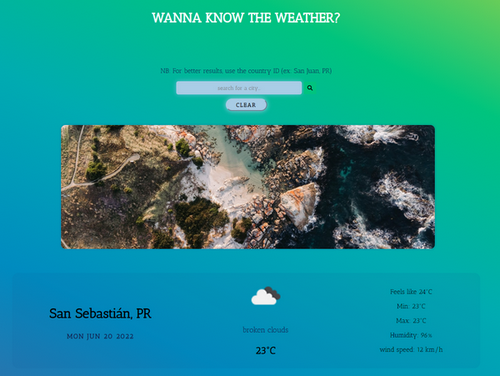 WANNA KNOW THE WEATHER?
NB: For better results, use the country ID (ex.: San Juan, PR)
search for a city...
CLEAR
San Sebastián, PR
MON JUN 20 2022
broken clouds
23°C
Feels like: 24°C
Min: 23°C
Max: 23°C
Humidity: 96%
wind speed: 12 km/h